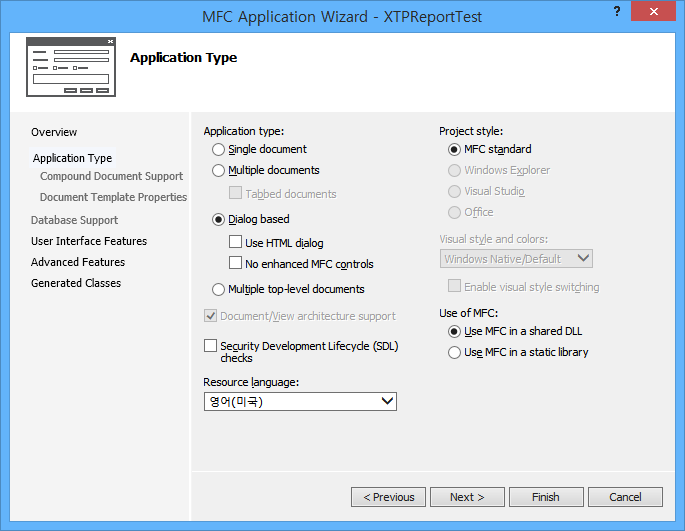 MFC Application Wizard - XTPReportTest
?
Application Type
Overview
Application Type
Compound Document Support
Document Template Properties
Database Support
User Interface Features
Advanced Features
Generated Classes
Application type:
Single document
Multiple documents
Tabbed documents
Dialog based
Use HTML dialog
No enhanced MFC controls
Multiple top-level documents
Document/View architecture support
Security Development Lifecycle (SDL)
checks
Resource language:
영어(미국)
Project style:
MFC standard
Windows Explorer
Visual Studio
Office
Visual style and colors:
Windows Native/Default
Enable visual style switching
Use of MFC:
Use MFC in a shared DLL
Use MFC in a static library
< Previous
Next >
Finish
Cancel